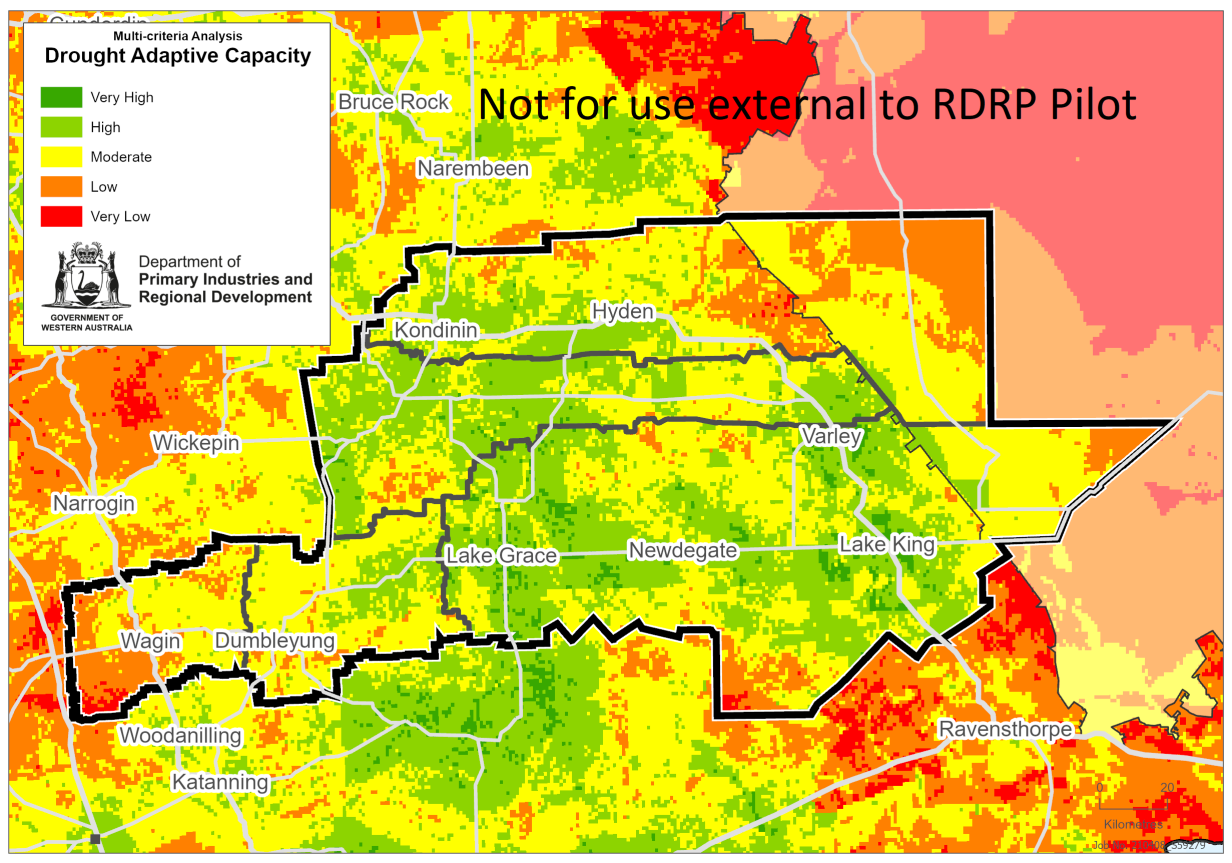 Gunderdin
Multi-criteria Analysis
Drought Adaptive Capacity
Very High
High
Moderate
Low
Very Low
Department of
Primary Industries and
Regional Development
GOVERNMENT OF
WESTERN AUSTRALIA
Not for use external to RDRP Pilot
Bruce Rock
Narembeen
Hyden
Kondinin
Wickepin
Varley
Narrogin
Lake Grace
Newdegate
Lake King
Wagin
Dumbleyung
Woodanilling
Katanning
Ravensthorpe
0 20
Kilometres